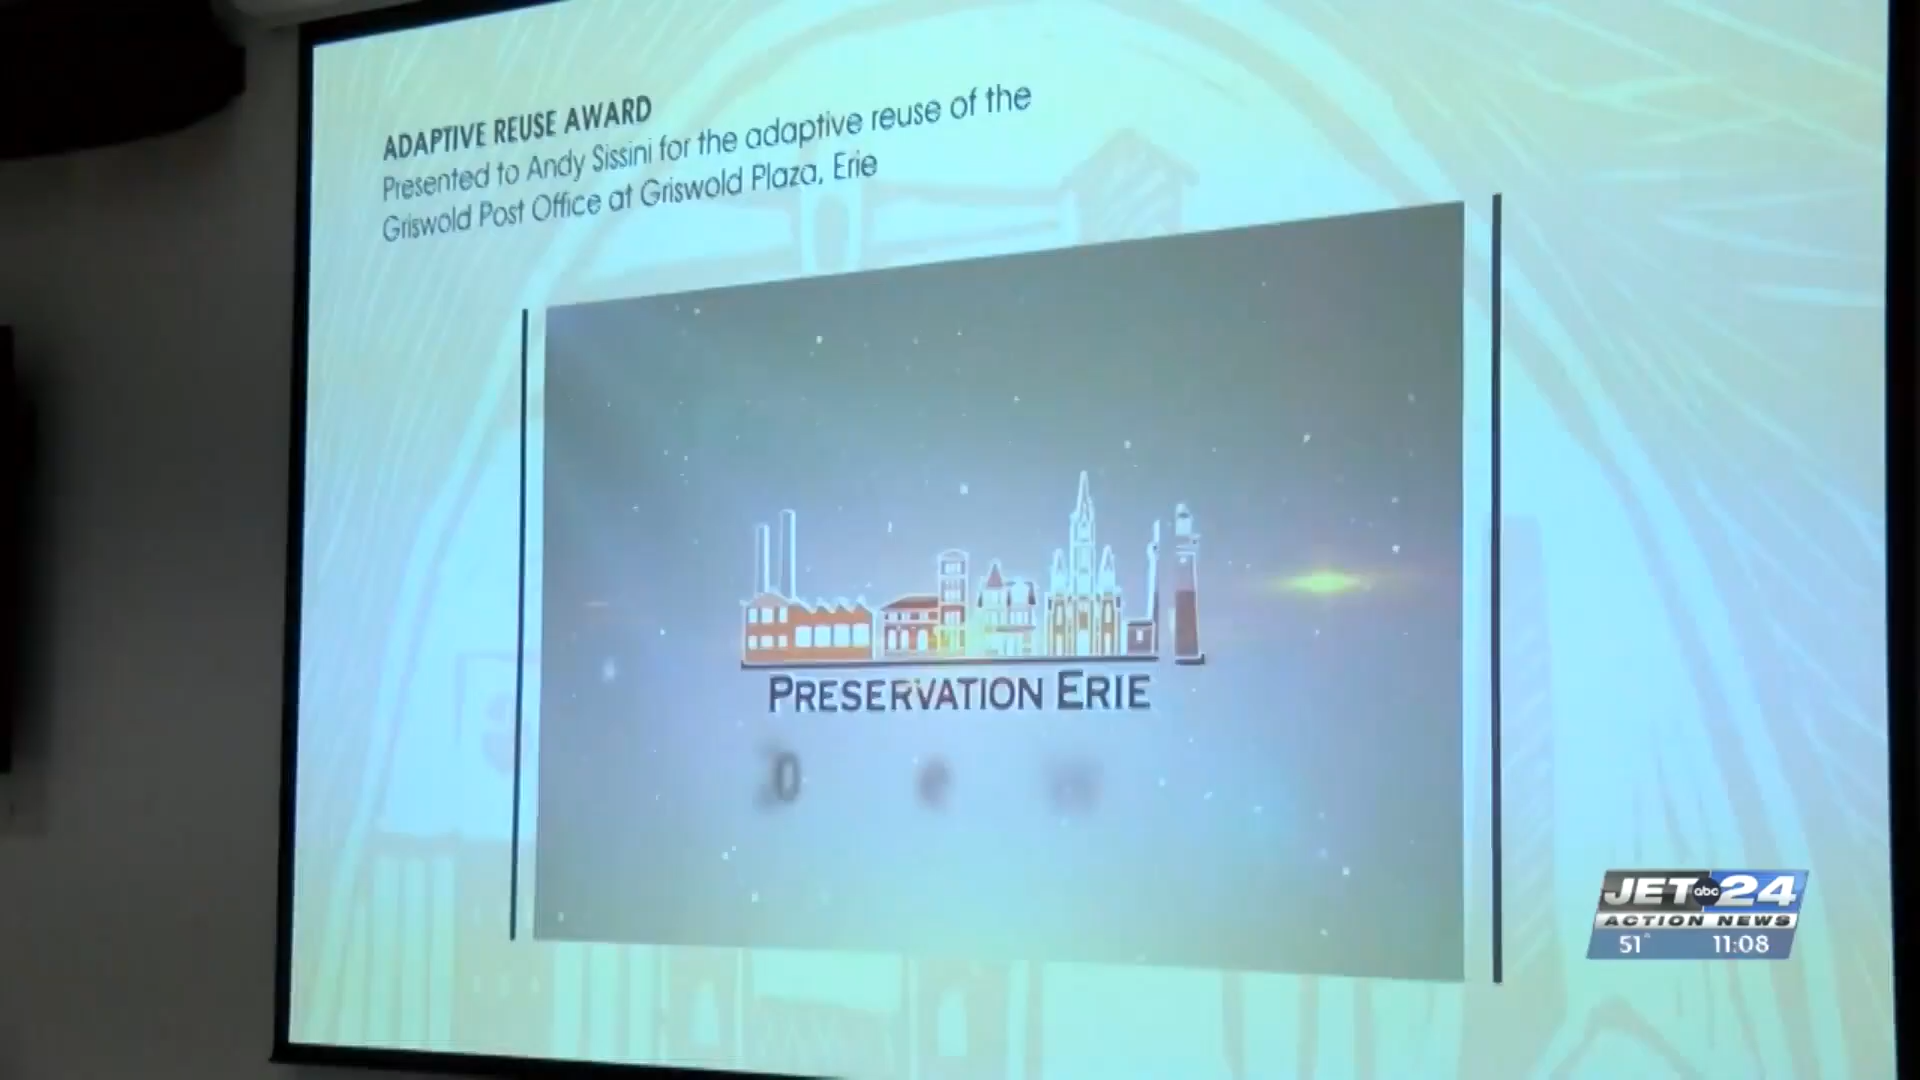 ADAPTIVE REUSE AWARD
Presented to Andy Sissini for the adaptive reuse of the
Griswold Post Office at Griswold Plaza, Erie
PRESERVATION ERIE
JET abc 24
ACTION NEWS
51° 11:08